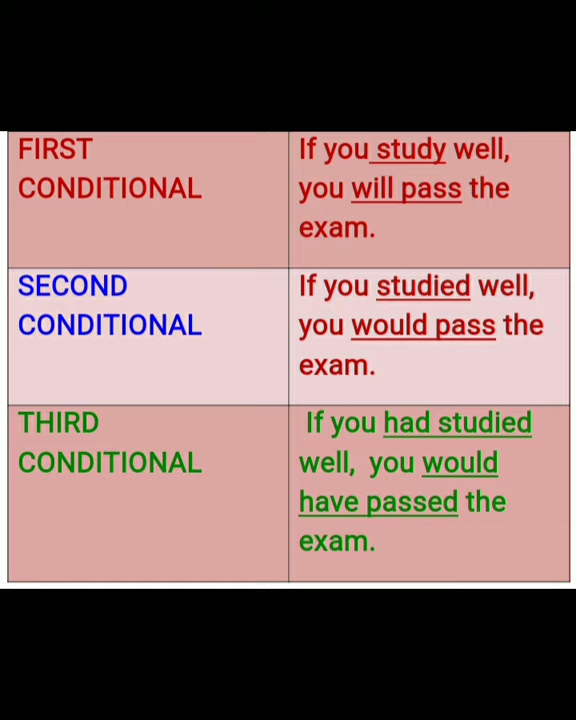 FIRST
CONDITIONAL
If you study well,
you will pass the
exam.
SECOND
CONDITIONAL
If you studied well,
you would pass the
exam.
THIRD
CONDITIONAL
If you had studied
well, you would
have passed the
exam.